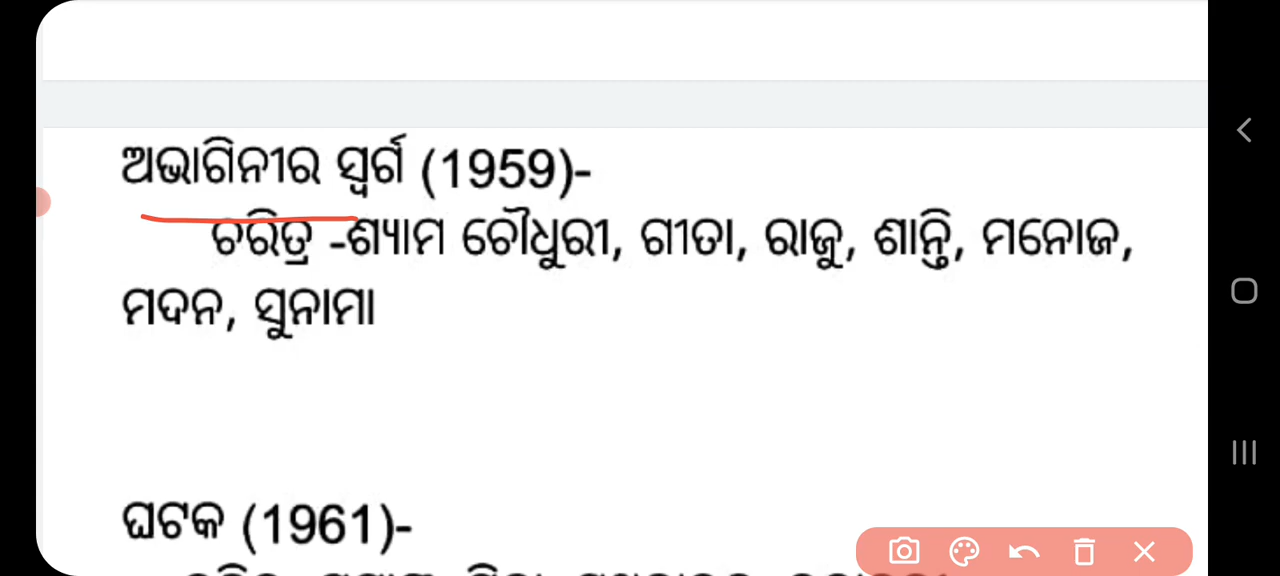 ଅଭାଗିନୀର ସ୍ୱର୍ଗ (1959)-
ଚରିତ୍ର -ଶ୍ୟାମ ଚୌଧୁରୀ, ଗୀତା, ରାଜୁ, ଶାନ୍ତି, ମନୋଜ,
ମଦନ, ସୁନାମା
ଘଟକ (1961)-